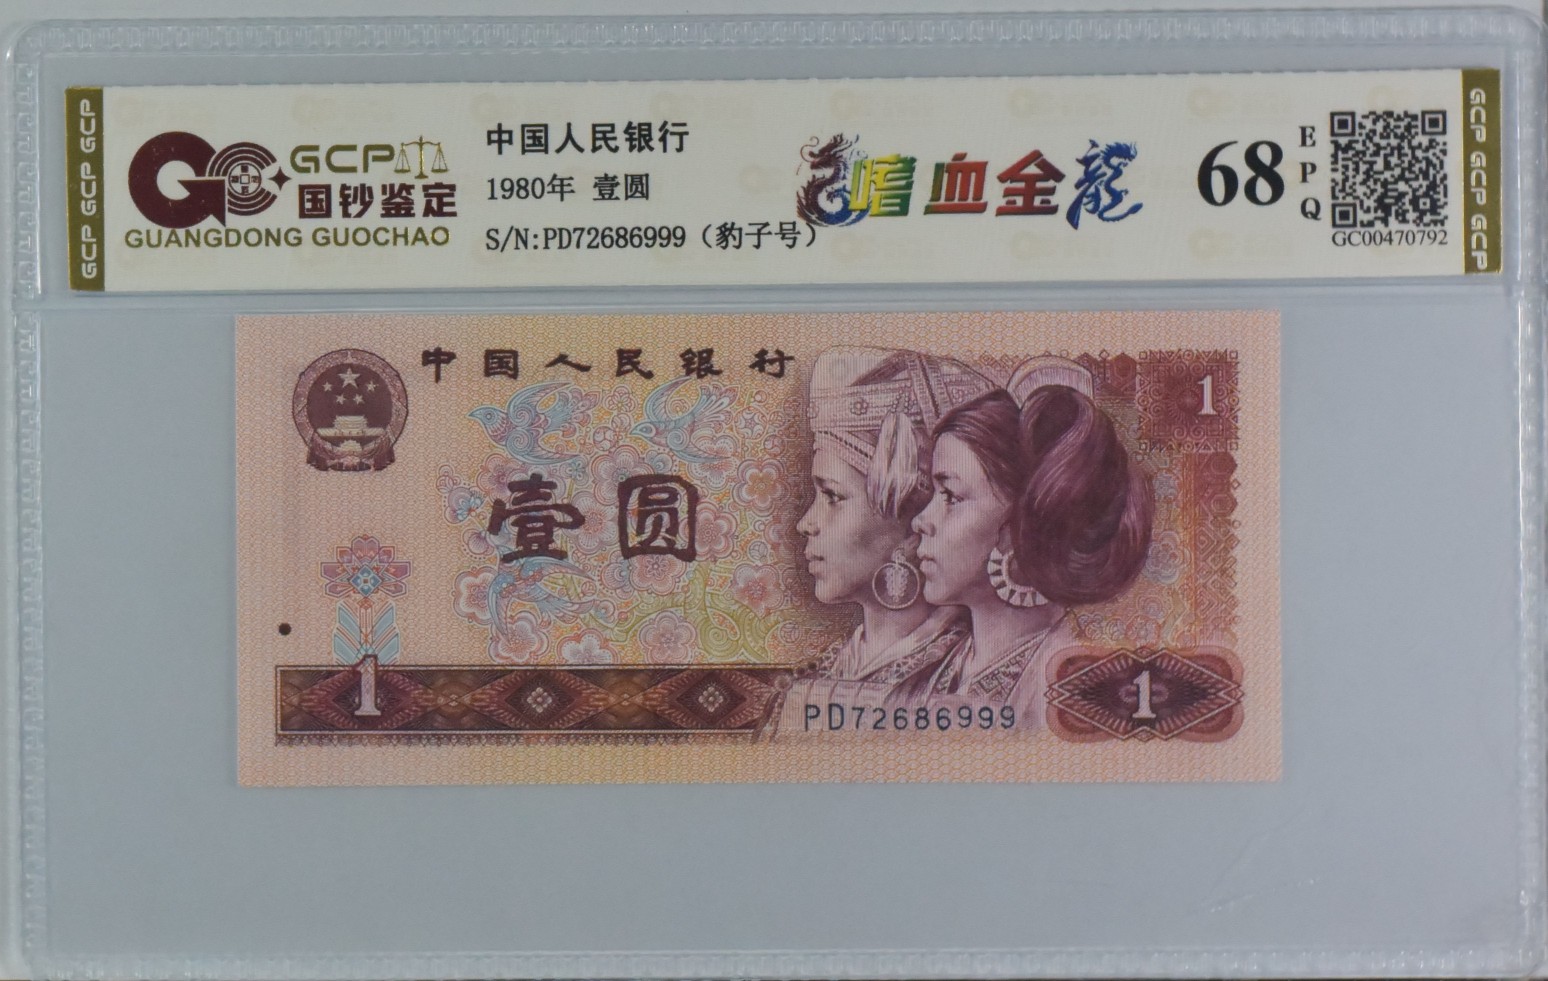 GCP GCP GCP
GCP
国钞鉴定
GUANGDONG GUOCHAO
中国人民银行
1980年 壹圆
S/N:PD72686999（豹子号）
嗜血金龍
68
EPQ
GC00470792
GCP GCP GCP
中国人民银行
1
壹圆
1
PD72686999
1